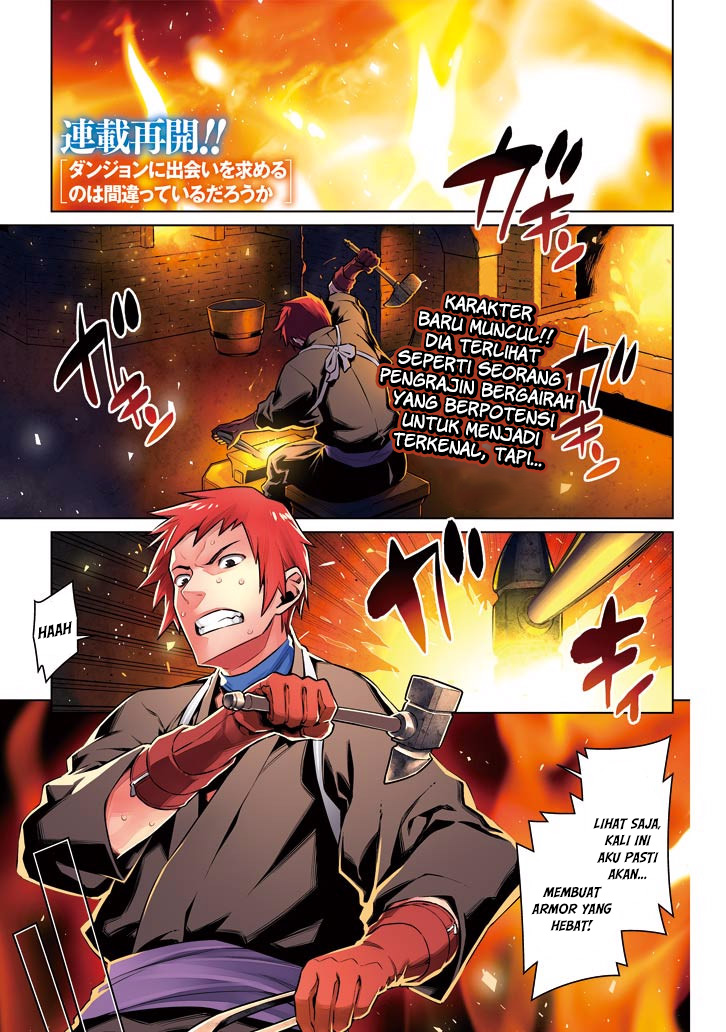 連載再開!!
ダンジョンに出会いを求める
のは間違っているだろうか
ガキン
ガキン
ガキン
KARAKTER
BARU MUNCUL!!
DIA TERLIHAT
SEPERTI SEORANG
PENGRAJIN BERGAIRAH
YANG BERPOTENSI
UNTUK MENJADI
TERKENAL, TAPI...
ガキィ
HAAH
LIHAT SAJA,
KALI INI
AKU PASTI
AKAN...
MEMBUAT
ARMOR YANG
HEBAT!